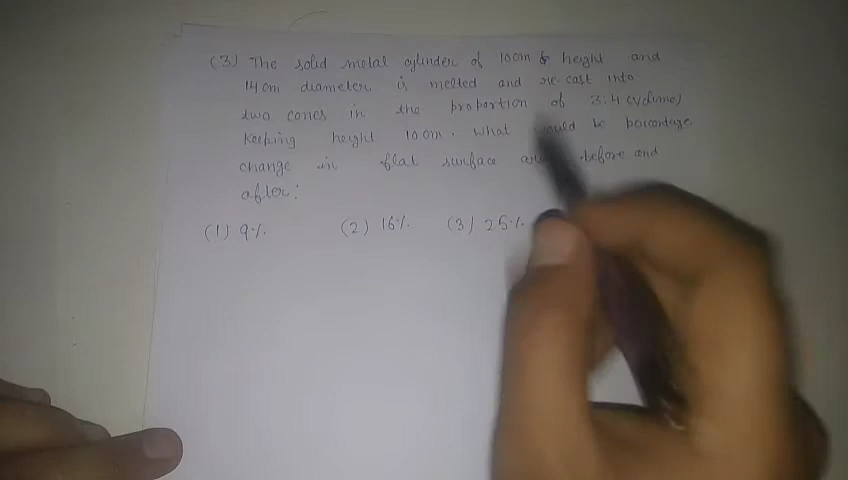 (3) The solid metal cylinder of 10cm & height and
14cm diameter is melted and re-cast into
two cones in the proportion of 3:4 (volume)
keeping height 10cm. What would be percentage
change in flat surface before and
after:
(1) 9%. (2) 16%. (3) 25%.